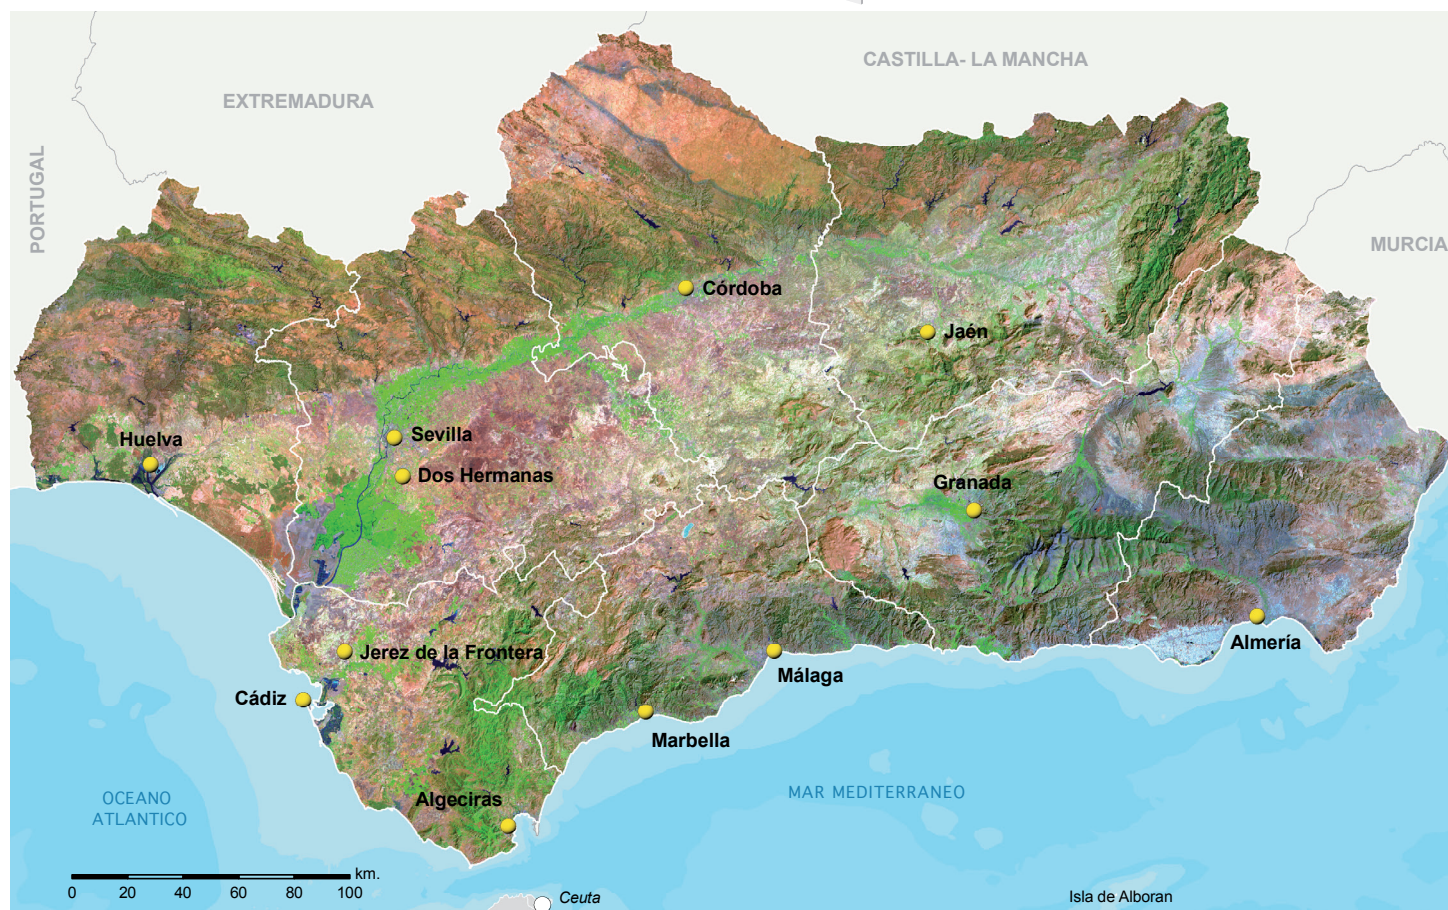 CASTILLA- LA MANCHA
EXTREMADURA
PORTUGAL
MURCIA
Córdoba
Jaén
Huelva
Sevilla
Dos Hermanas
Granada
Almería
Jerez de la Frontera
Málaga
Cádiz
Marbella
Algeciras
OCEANO
ATLANTICO
MAR MEDITERRANEO
km.
0 20 40 60 80 100
Ceuta
Isla de Alboran